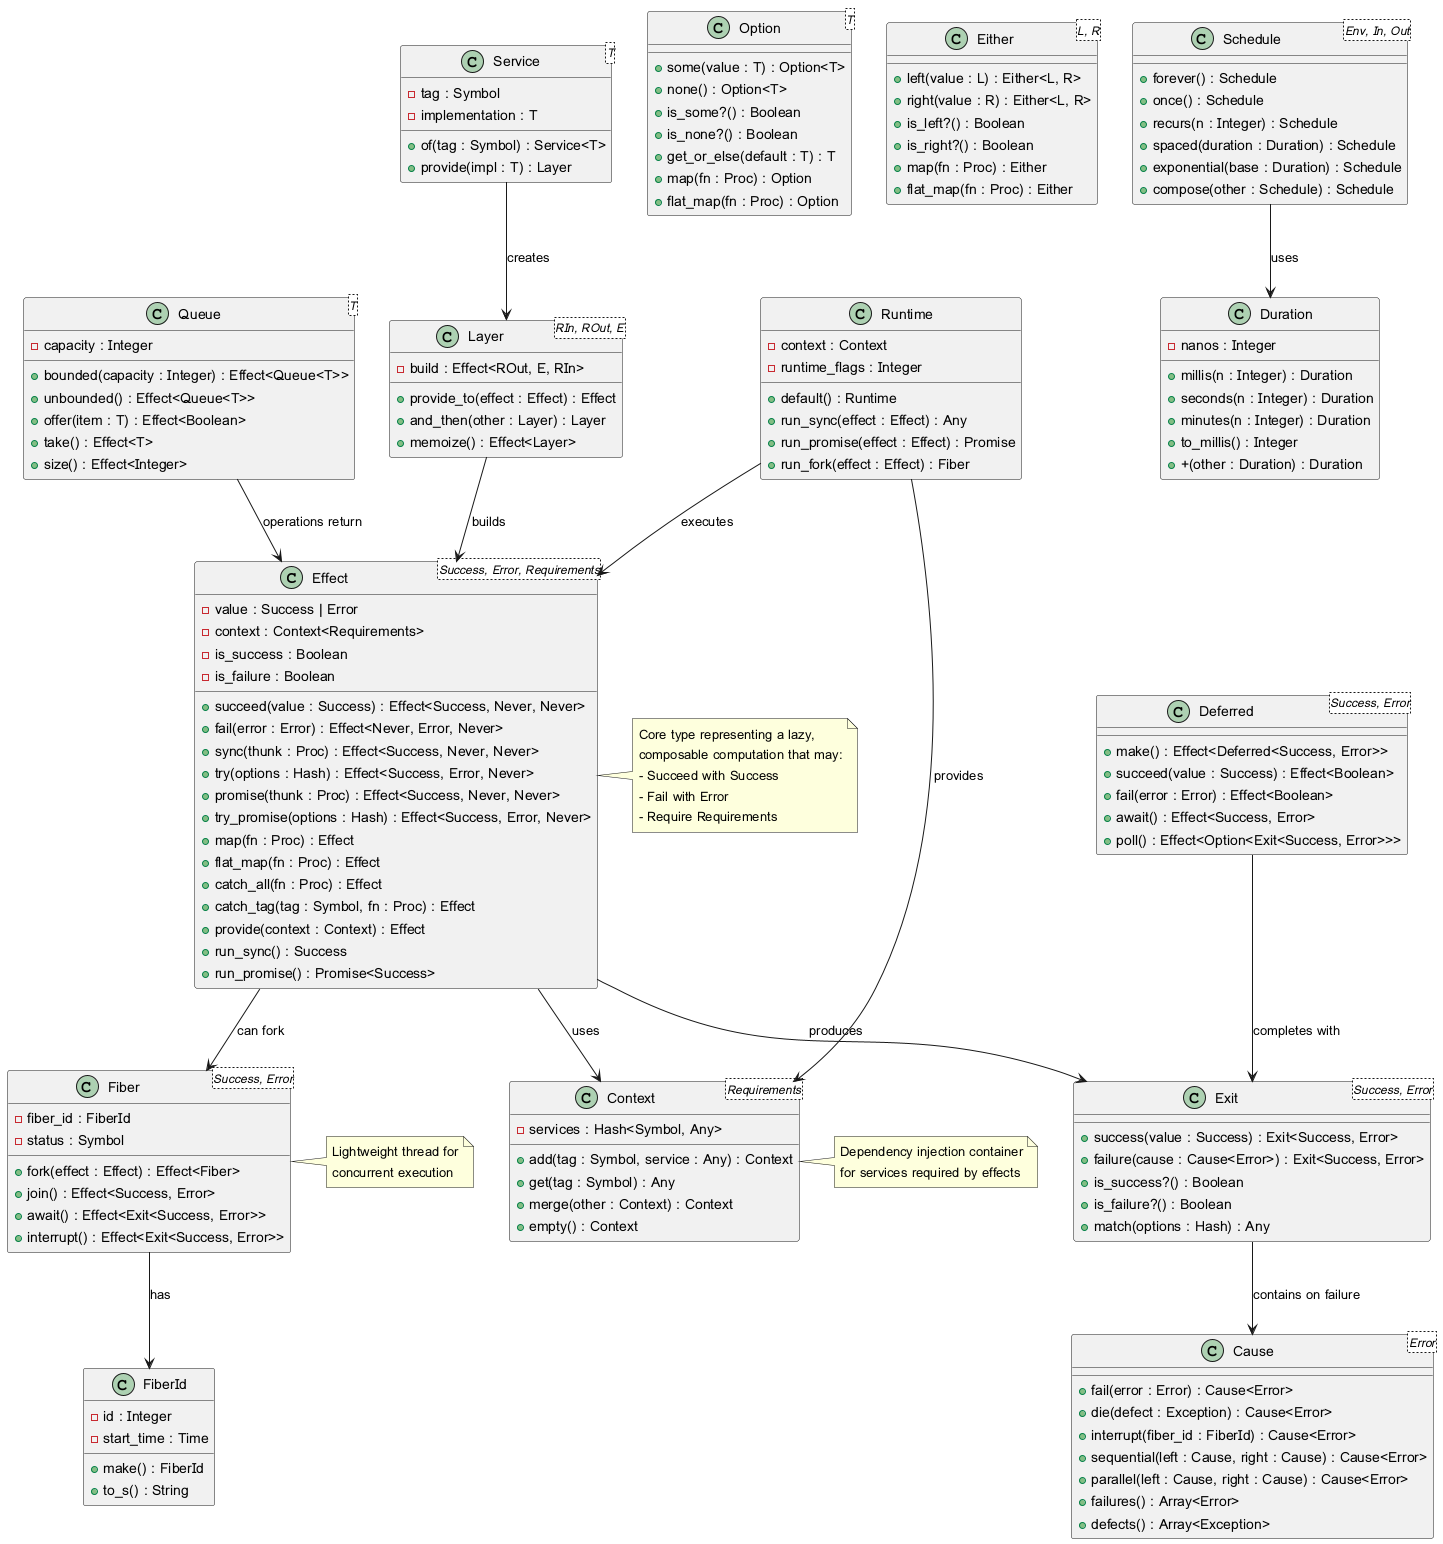 C Service
T
tag : Symbol
implementation : T
of(tag : Symbol) : Service<T>
provide(impl : T) : Layer
C Option
T
some(value : T) : Option<T>
none() : Option<T>
is_some?() : Boolean
is_none?() : Boolean
get_or_else(default : T) : T
map(fn : Proc) : Option
flat_map(fn : Proc) : Option
C Either
L, R
left(value : L) : Either<L, R>
right(value : R) : Either<L, R>
is_left?() : Boolean
is_right?() : Boolean
map(fn : Proc) : Either
flat_map(fn : Proc) : Either
C Schedule
Env, In, Out
forever() : Schedule
once() : Schedule
recurs(n : Integer) : Schedule
spaced(duration : Duration) : Schedule
exponential(base : Duration) : Schedule
compose(other : Schedule) : Schedule
creates
uses
C Queue
T
capacity : Integer
bounded(capacity : Integer) : Effect<Queue<T>>
unbounded() : Effect<Queue<T>>
offer(item : T) : Effect<Boolean>
take() : Effect<T>
size() : Effect<Integer>
C Layer
RIn, ROut, E
build : Effect<ROut, E, RIn>
provide_to(effect : Effect) : Effect
and_then(other : Layer) : Layer
memoize() : Effect<Layer>
C Runtime
context : Context
runtime_flags : Integer
default() : Runtime
run_sync(effect : Effect) : Any
run_promise(effect : Effect) : Promise
run_fork(effect : Effect) : Fiber
C Duration
nanos : Integer
millis(n : Integer) : Duration
seconds(n : Integer) : Duration
minutes(n : Integer) : Duration
to_millis() : Integer
+(other : Duration) : Duration
operations return
builds
executes
C Effect
Success, Error, Requirements
value : Success | Error
context : Context<Requirements>
is_success : Boolean
is_failure : Boolean
succeed(value : Success) : Effect<Success, Never, Never>
fail(error : Error) : Effect<Never, Error, Never>
sync(thunk : Proc) : Effect<Success, Never, Never>
try(options : Hash) : Effect<Success, Error, Never>
promise(thunk : Proc) : Effect<Success, Never, Never>
try_promise(options : Hash) : Effect<Success, Error, Never>
map(fn : Proc) : Effect
flat_map(fn : Proc) : Effect
catch_all(fn : Proc) : Effect
catch_tag(tag : Symbol, fn : Proc) : Effect
provide(context : Context) : Effect
run_sync() : Success
run_promise() : Promise<Success>
Core type representing a lazy,
composable computation that may:
- Succeed with Success
- Fail with Error
- Require Requirements
provides
C Deferred
Success, Error
make() : Effect<Deferred<Success, Error>>
succeed(value : Success) : Effect<Boolean>
fail(error : Error) : Effect<Boolean>
await() : Effect<Success, Error>
poll() : Effect<Option<Exit<Success, Error>>>
can fork
uses
produces
completes with
C Fiber
Success, Error
fiber_id : FiberId
status : Symbol
fork(effect : Effect) : Effect<Fiber>
join() : Effect<Success, Error>
await() : Effect<Exit<Success, Error>>
interrupt() : Effect<Exit<Success, Error>>
Lightweight thread for
concurrent execution
C Context
Requirements
services : Hash<Symbol, Any>
add(tag : Symbol, service : Any) : Context
get(tag : Symbol) : Any
merge(other : Context) : Context
empty() : Context
Dependency injection container
for services required by effects
C Exit
Success, Error
success(value : Success) : Exit<Success, Error>
failure(cause : Cause<Error>) : Exit<Success, Error>
is_success?() : Boolean
is_failure?() : Boolean
match(options : Hash) : Any
has
contains on failure
C FiberId
id : Integer
start_time : Time
make() : FiberId
to_s() : String
C Cause
Error
fail(error : Error) : Cause<Error>
die(defect : Exception) : Cause<Error>
interrupt(fiber_id : FiberId) : Cause<Error>
sequential(left : Cause, right : Cause) : Cause<Error>
parallel(left : Cause, right : Cause) : Cause<Error>
failures() : Array<Error>
defects() : Array<Exception>